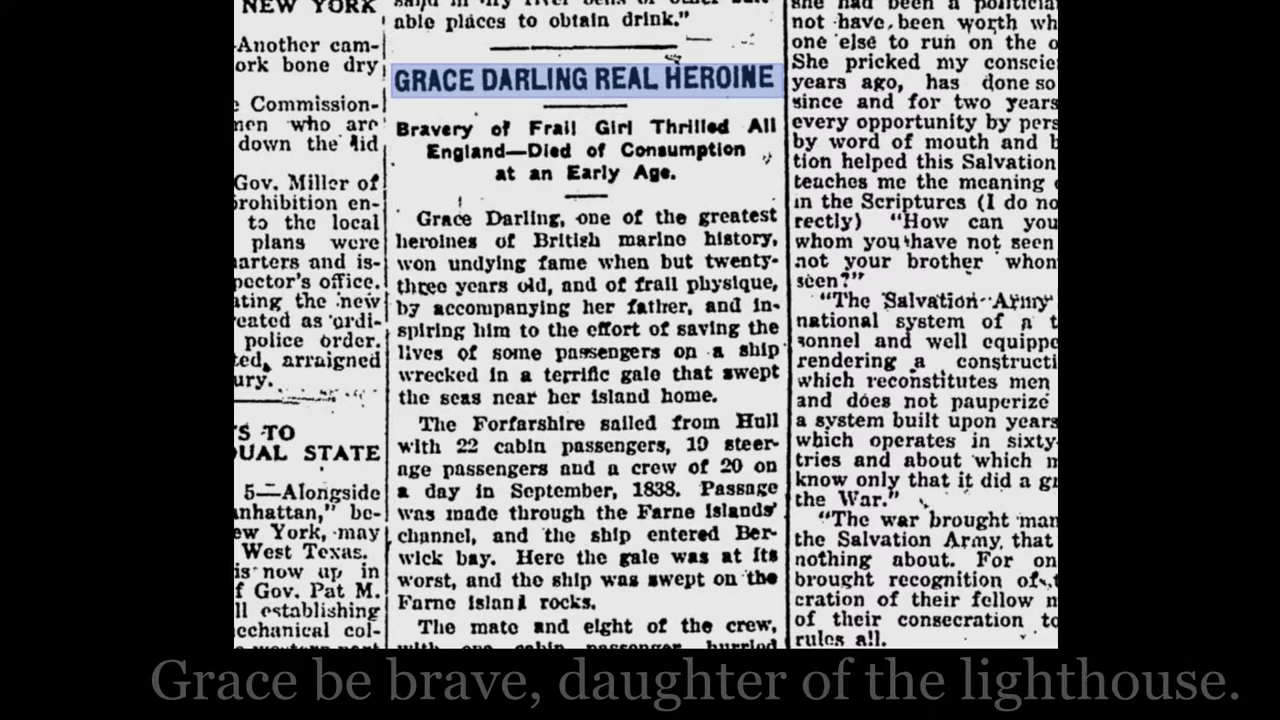 NEW YORK
-Another cam-
ork bone dry
Commission-
men who are
down the lid
Gov. Miller of
prohibition en-
to the local
plans were
arters and is-
pector's office.
ating the new
reated as ordi-
police order.
ted, arraigned
ury.
'S TO
DUAL STATE
5—Alongside
anhattan," be-
ew York, may
West Texas.
is now up in
f Gov. Pat M.
ll establishing
echanical col-
able places to obtain drink."
GRACE DARLING REAL HEROINE
Bravery of Frail Girl Thrilled All
England—Died of Consumption
at an Early Age.
Grace Darling, one of the greatest
heroines of British marine history,
won undying fame when but twenty-
three years old, and of frail physique,
by accompanying her father, and in-
spiring him to the effort of saving the
lives of some passengers on a ship
wrecked in a terrific gale that swept
the seas near her island home.
The Forfarshire sailed from Hull
with 22 cabin passengers, 19 steer-
age passengers and a crew of 20 on
a day in September, 1838. Passage
was made through the Farne Islands'
channel, and the ship entered Ber-
wick bay. Here the gale was at its
worst, and the ship was swept on the
Farne Island rocks.
The mate and eight of the crew,
with one cabin passenger hurried
she had been a politician
not have been worth wh
one else to run on the o
She pricked my conscie
years ago, has done so
since and for two years
every opportunity by pers
by word of mouth and b
tion helped this Salvation
teaches me the meaning
in the Scriptures (I do no
rectly) "How can you
whom you have not seen
not your brother whom
seen?"
"The Salvation Army
national system of a t
sonnel and well equippe
rendering a constructi
which reconstitutes men
and does not pauperize
a system built upon years
which operates in sixty-
tries and about which m
know only that it did a gr
the War."
"The war brought man
the Salvation Army, that
nothing about. For on
brought recognition of t
cration of their fellow m
of their consecration to
rules all.
Grace be brave, daughter of the lighthouse.